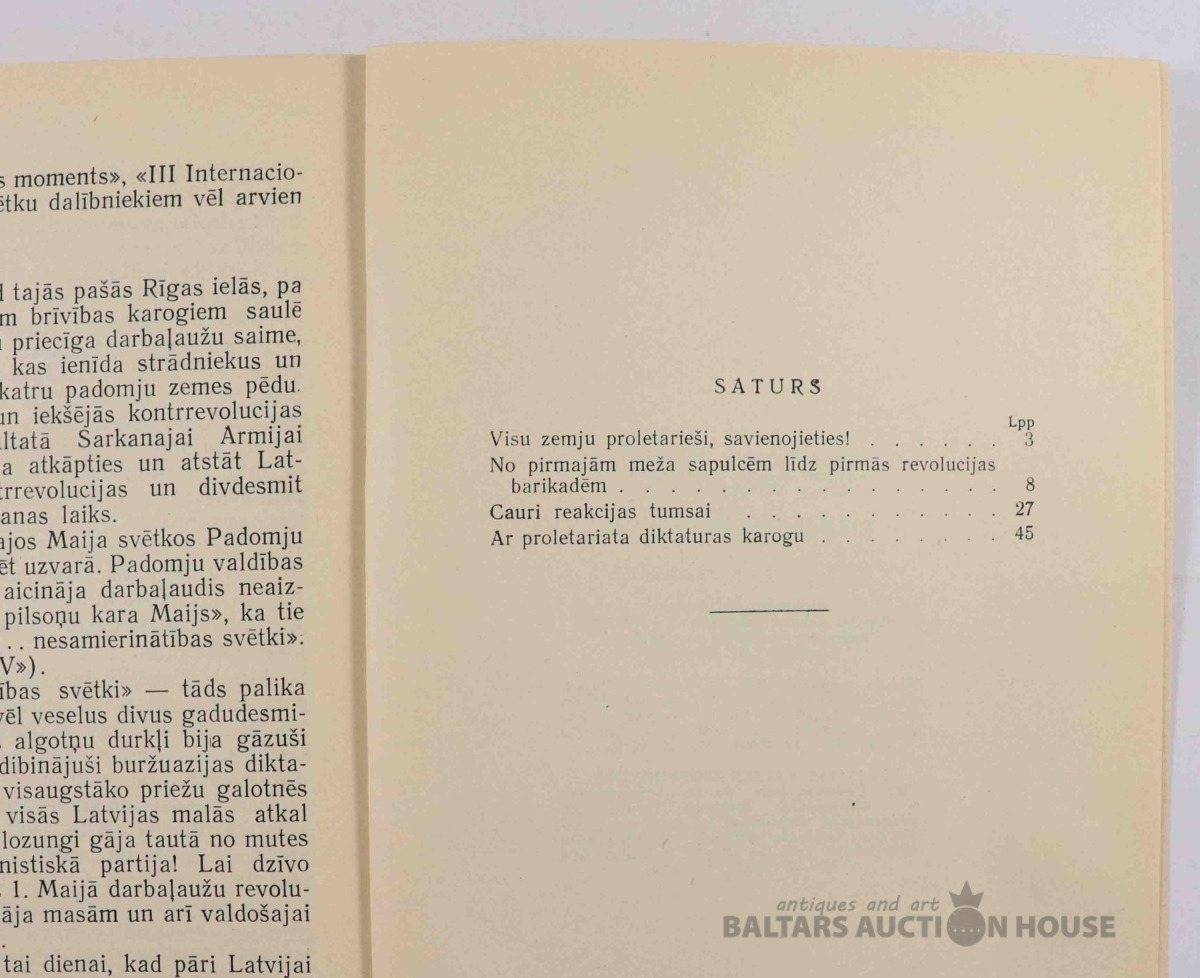 s moments», «III Internacio-
ētku dalībniekiem vēl arvien
tajās pašās Rīgas ielās, pa
m brīvības karogiem saulē
priecīga darbaļaužu saime,
kas ienīda strādniekus un
katru padomju zemes pēdu.
un iekšējās kontrrevolucijas
ltatā Sarkanajai Armijai
a atkāpties un atstāt Lat-
trrevolucijas un divdesmit
anas laiks.
ajos Maija svētkos Padomju
ēt uzvarā. Padomju valdības
aicināja darbaļaudis neaiz-
pilsoņu kara Maijs», ka tie
. . nesamierinātības svētki».
V»).
ības svētki» — tāds palika
vēl veselus divus gadudesmi-
algotņu durkļi bija gāzuši
dibinājuši buržuazijas dikta-
visaugstāko priežu galotnēs
visās Latvijas malās atkal
lozungi gāja tautā no mutes
nistiskā partija! Lai dzīvo
1. Maijā darbaļaužu revolu-
āja masām un arī valdošajai
.
tai dienai, kad pāri Latvijai
SATURS
Lpp
Visu zemju proletarieši, savienojieties! . . . . . . 3
No pirmajām meža sapulcēm līdz pirmās revolucijas
barikadēm . . . . . . . . . . . . . . . . 8
Cauri reakcijas tumsai . . . . . . . . . . . 27
Ar proletariata diktaturas karogu . . . . . . . . 45
antiques and art
BALTARS AUCTION HOUSE